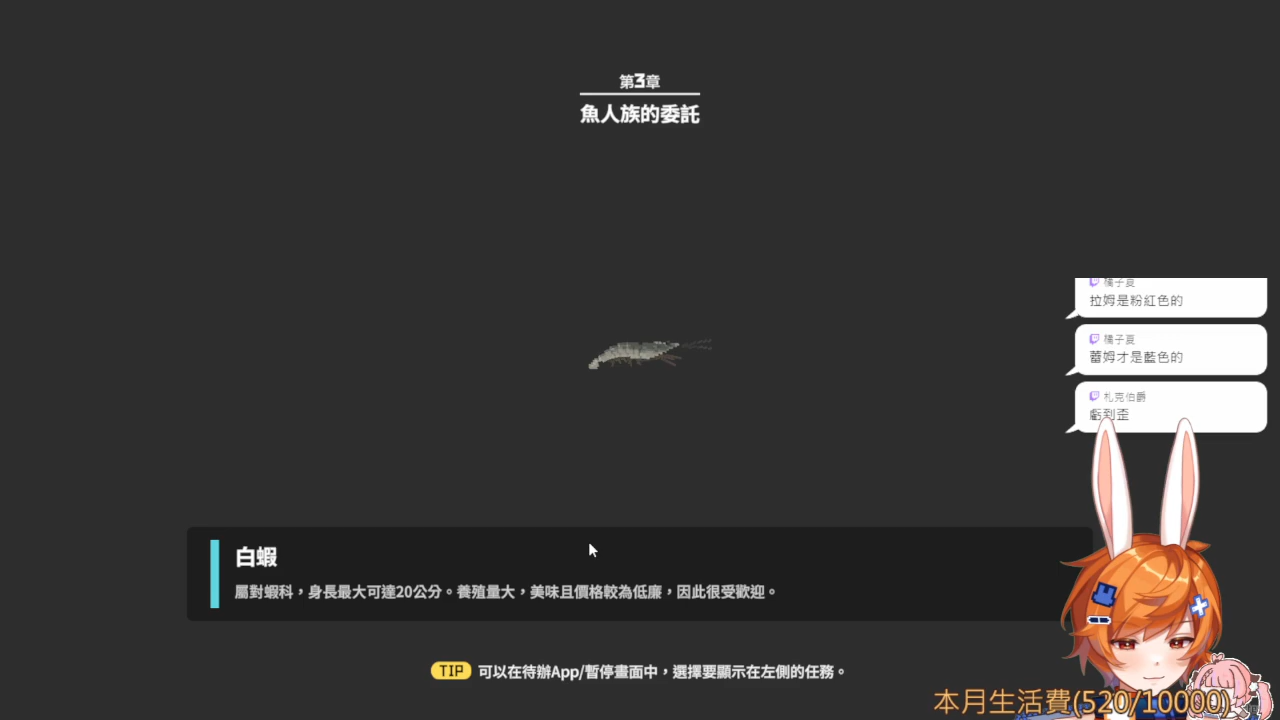 第3章
魚人族的委託
橘子夏
拉姆是粉紅色的
橘子夏
蕾姆才是藍色的
札克伯爵
虧到歪
白蝦
屬對蝦科，身長最大可達20公分。養殖量大，美味且價格較為低廉，因此很受歡迎。
TIP 可以在待辦App/暫停畫面中，選擇要顯示在左側的任務。
本月生活費(520/10000)